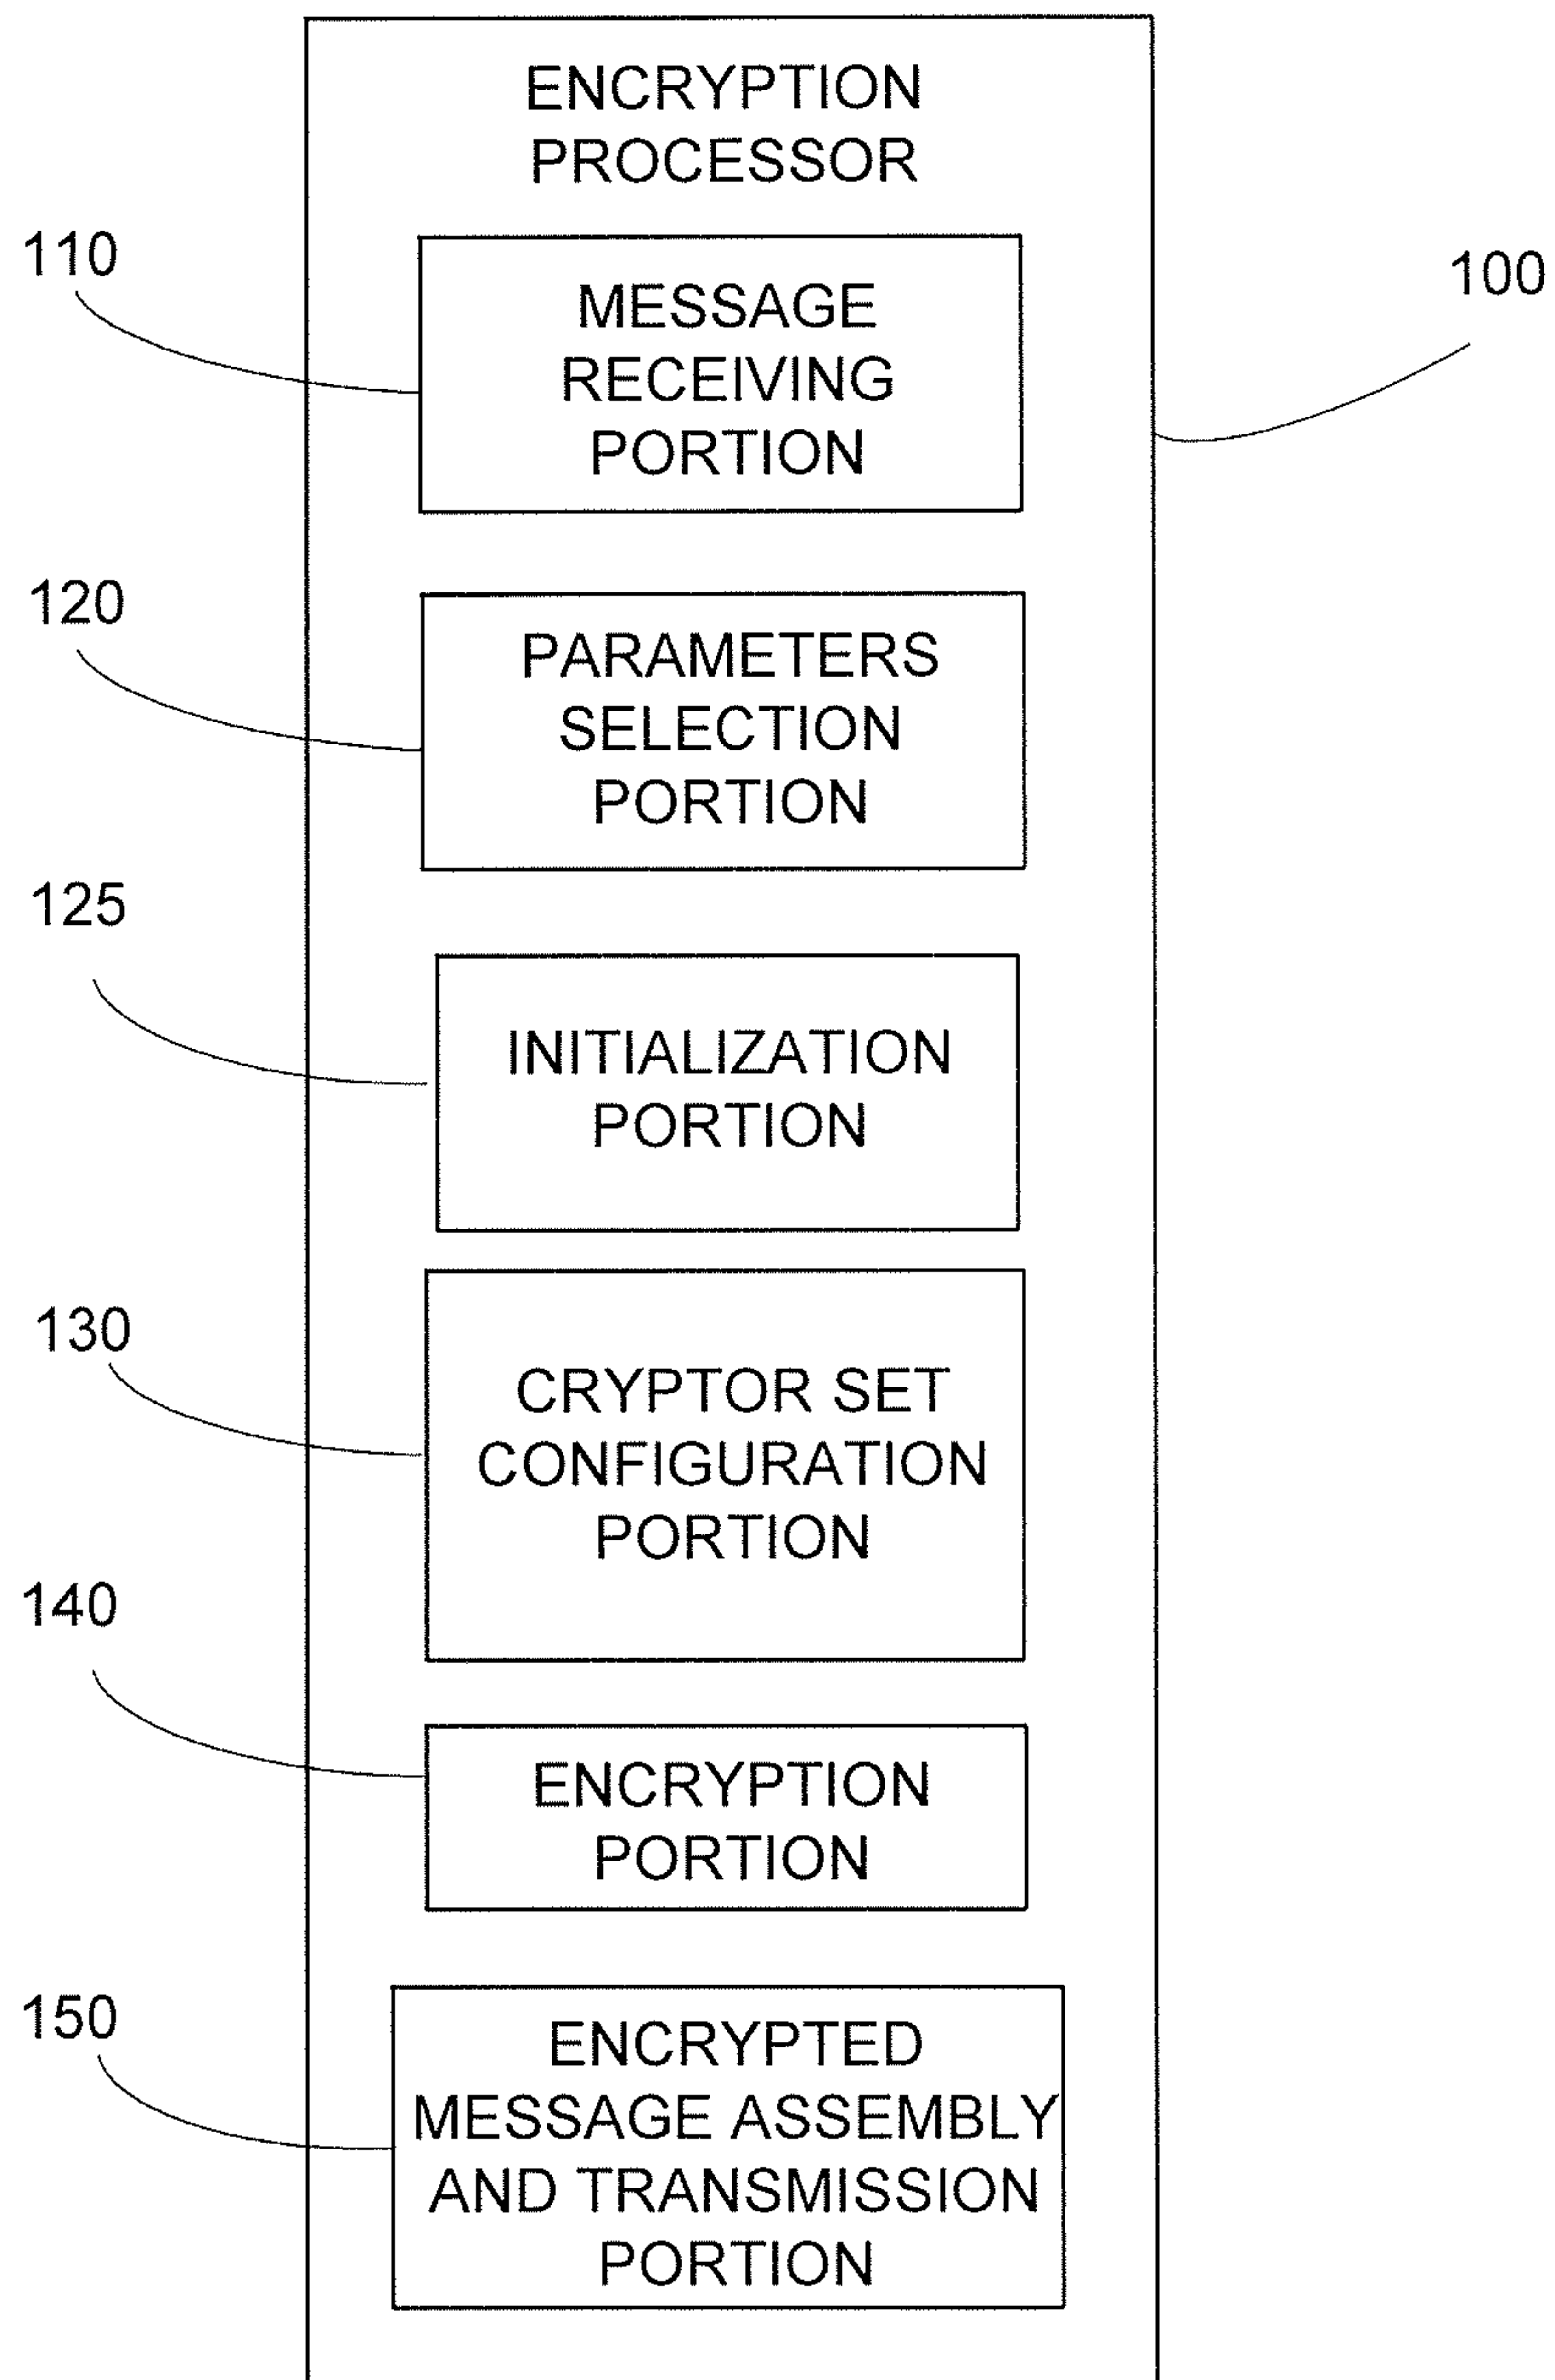 ENCRYPTION
PROCESSOR
110
MESSAGE
RECEIVING
PORTION
100
120
PARAMETERS
SELECTION
PORTION
125
INITIALIZATION
PORTION
130
CRYPTOR SET
CONFIGURATION
PORTION
140
ENCRYPTION
PORTION
150
ENCRYPTED
MESSAGE ASSEMBLY
AND TRANSMISSION
PORTION